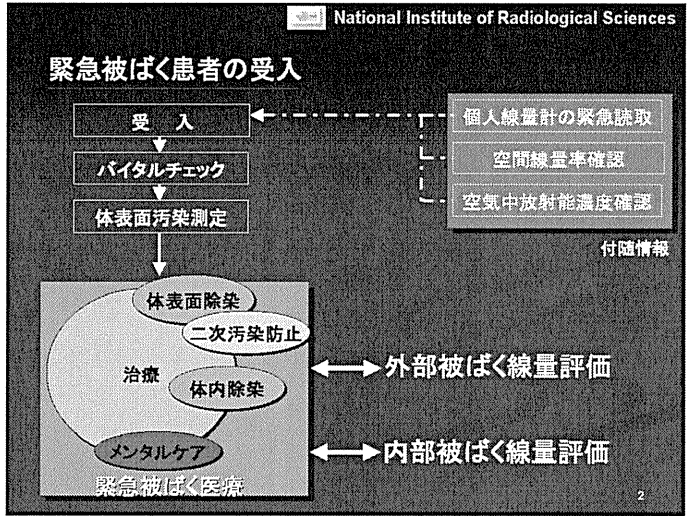 National Institute of Radiological Sciences
緊急被ばく患者の受入
受 入
バイタルチェック
体表面汚染測定
個人線量計の緊急読取
空間線量率確認
空気中放射能濃度確認
付随情報
体表面除染
二次汚染防止
治療
体内除染
メンタルケア
緊急被ばく医療
外部被ばく線量評価
内部被ばく線量評価
2